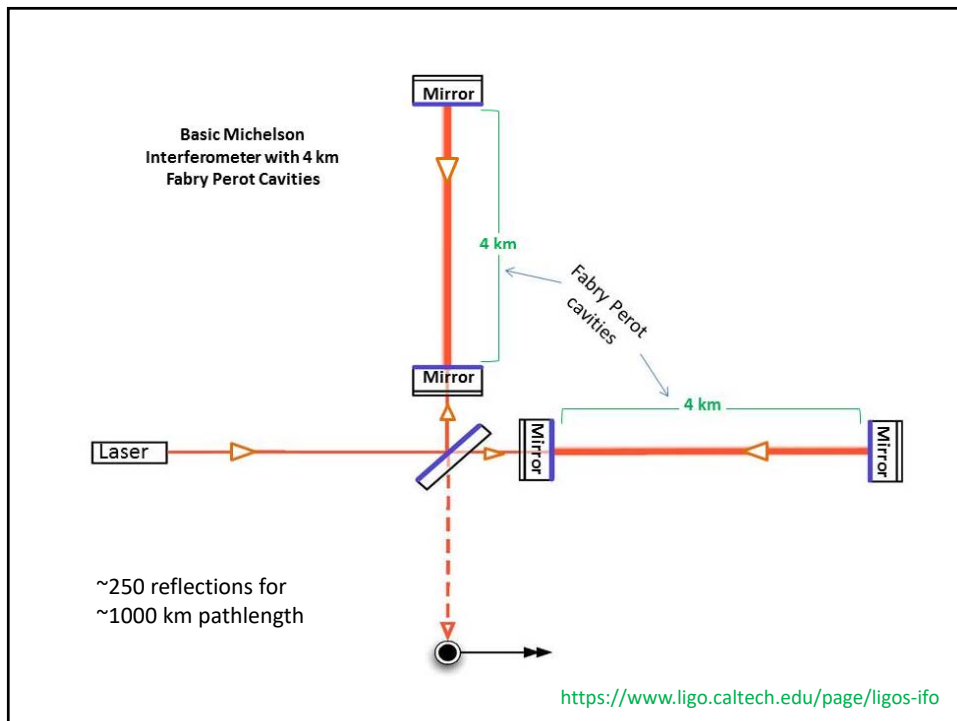 Mirror
Basic Michelson
Interferometer with 4 km
Fabry Perot Cavities
4 km
Fabry Perot
cavities
Mirror
4 km
Laser
Mirror
Mirror
~250 reflections for
~1000 km pathlength
https://www.ligo.caltech.edu/page/ligos-ifo